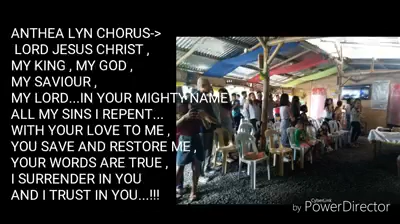 ANTHEA LYN CHORUS->
LORD JESUS CHRIST ,
MY KING , MY GOD ,
MY SAVIOUR ,
MY LORD...IN YOUR MIGHTY NAME ,
ALL MY SINS I REPENT...
WITH YOUR LOVE TO ME ,
YOU SAVE AND RESTORE ME ,
YOUR WORDS ARE TRUE ,
I SURRENDER IN YOU
AND I TRUST IN YOU...!!!
CyberLink
by PowerDirector